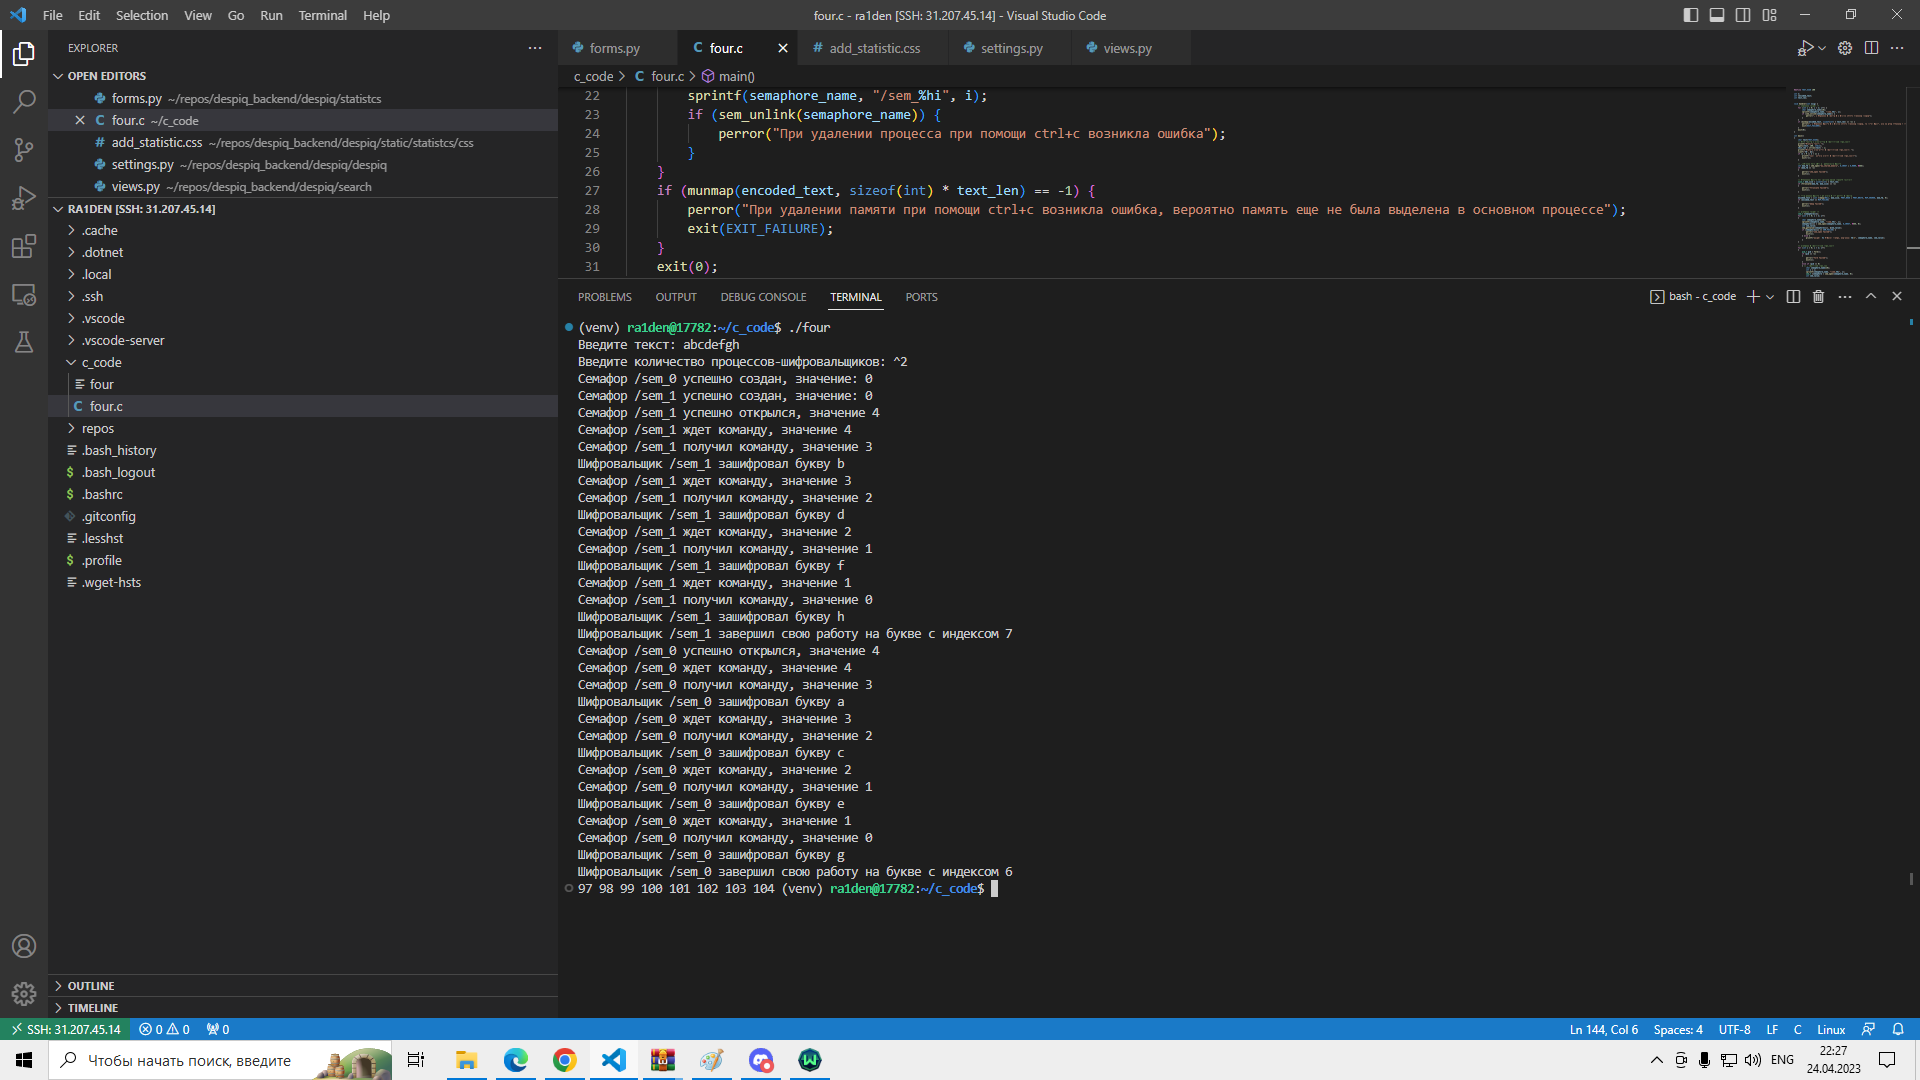 File Edit Selection View Go Run Terminal Help
four.c - ra1den [SSH: 31.207.45.14] - Visual Studio Code
EXPLORER
OPEN EDITORS
forms.py ~/repos/despiq_backend/despiq/statistcs
four.c ~/c_code
add_statistic.css ~/repos/despiq_backend/despiq/static/statistcs/css
settings.py ~/repos/despiq_backend/despiq/despiq
views.py ~/repos/despiq_backend/despiq/search
RA1DEN [SSH: 31.207.45.14]
.cache
.dotnet
.local
.ssh
.vscode
.vscode-server
c_code
four
four.c
repos
.bash_history
.bash_logout
.bashrc
.gitconfig
.lesshst
.profile
.wget-hsts
OUTLINE
TIMELINE
forms.py four.c add_statistic.css settings.py views.py
c_code > four.c > main()
22 sprintf(semaphore_name, "/sem_%hi", i);
23 if (sem_unlink(semaphore_name)) {
24 perror("При удалении процесса при помощи ctrl+c возникла ошибка");
25 }
26 }
27 if (munmap(encoded_text, sizeof(int) * text_len) == -1) {
28 perror("При удалении памяти при помощи ctrl+c возникла ошибка, вероятно память еще не была выделена в основном процессе");
29 exit(EXIT_FAILURE);
30 }
31 exit(0);
PROBLEMS OUTPUT DEBUG CONSOLE TERMINAL PORTS
bash - c_code
(venv) ra1den@17782:~/c_code$ ./four
Введите текст: abcdefgh
Введите количество процессов-шифровальщиков: ^2
Семафор /sem_0 успешно создан, значение: 0
Семафор /sem_1 успешно создан, значение: 0
Семафор /sem_1 успешно открылся, значение 4
Семафор /sem_1 ждет команду, значение 4
Семафор /sem_1 получил команду, значение 3
Шифровальщик /sem_1 зашифровал букву b
Семафор /sem_1 ждет команду, значение 3
Семафор /sem_1 получил команду, значение 2
Шифровальщик /sem_1 зашифровал букву d
Семафор /sem_1 ждет команду, значение 2
Семафор /sem_1 получил команду, значение 1
Шифровальщик /sem_1 зашифровал букву f
Семафор /sem_1 ждет команду, значение 1
Семафор /sem_1 получил команду, значение 0
Шифровальщик /sem_1 зашифровал букву h
Шифровальщик /sem_1 завершил свою работу на букве с индексом 7
Семафор /sem_0 успешно открылся, значение 4
Семафор /sem_0 ждет команду, значение 4
Семафор /sem_0 получил команду, значение 3
Шифровальщик /sem_0 зашифровал букву a
Семафор /sem_0 ждет команду, значение 3
Семафор /sem_0 получил команду, значение 2
Шифровальщик /sem_0 зашифровал букву c
Семафор /sem_0 ждет команду, значение 2
Семафор /sem_0 получил команду, значение 1
Шифровальщик /sem_0 зашифровал букву e
Семафор /sem_0 ждет команду, значение 1
Семафор /sem_0 получил команду, значение 0
Шифровальщик /sem_0 зашифровал букву g
Шифровальщик /sem_0 завершил свою работу на букве с индексом 6
97 98 99 100 101 102 103 104 (venv) ra1den@17782:~/c_code$
SSH: 31.207.45.14 0 0 0
Ln 144, Col 6 Spaces: 4 UTF-8 LF C Linux
Чтобы начать поиск, введите
ENG
22:27
24.04.2023